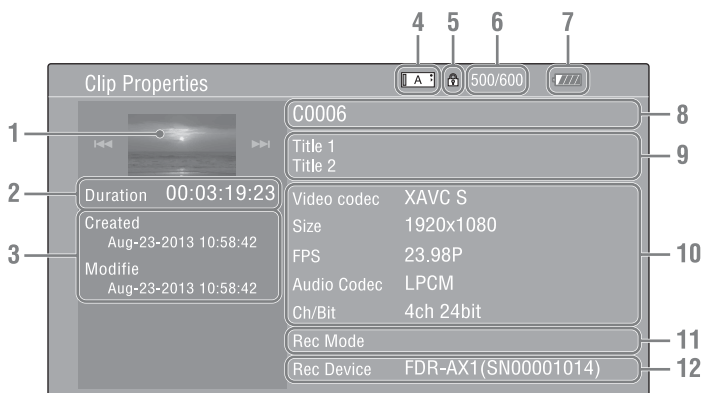 4 5 6 7
Clip Properties A 500/600
1
8 C0006
9 Title 1
Title 2
2 Duration 00:03:19:23
3 Created
Aug-23-2013 10:58:42
Modifie
Aug-23-2013 10:58:42
Video codec XAVC S
Size 1920x1080
FPS 23.98P 10
Audio Codec LPCM
Ch/Bit 4ch 24bit
Rec Mode 11
Rec Device FDR-AX1(SN00001014) 12